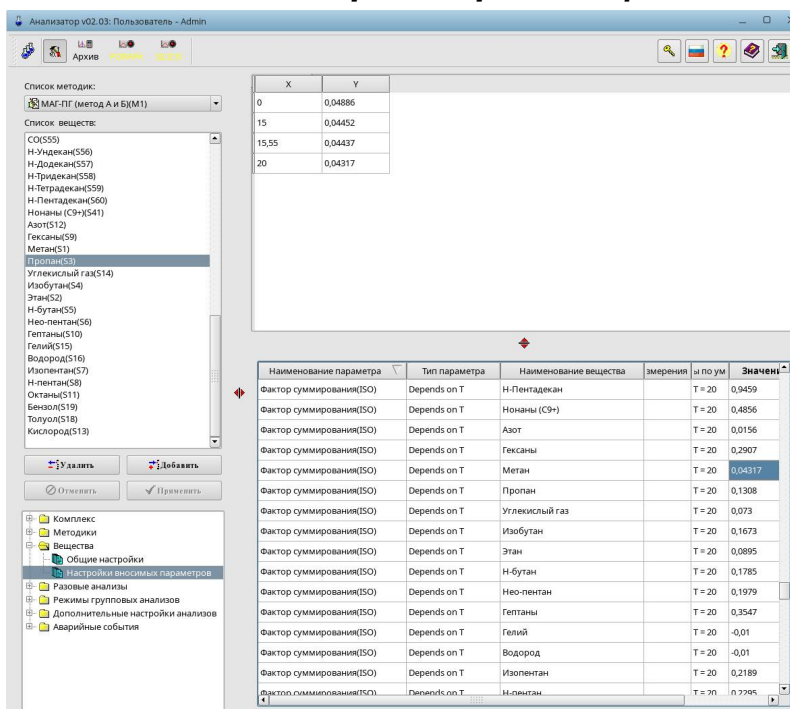 Анализатор v02.03: Пользователь - Admin
Архив
Список методик:
МАГ-ПГ (метод А и Б)(M1)
Список веществ:
CO(S55)
Н-Ундекан(S56)
Н-Додекан(S57)
Н-Тридекан(S58)
Н-Тетрадекан(S59)
Н-Пентадекан(S60)
Нонаны (C9+)(S41)
Азот(S12)
Гексаны(S9)
Метан(S1)
Пропан(S3)
Углекислый газ(S14)
Изобутан(S4)
Этан(S2)
Н-бутан(S5)
Нео-пентан(S6)
Гептаны(S10)
Гелий(S15)
Водород(S16)
Изопентан(S7)
Н-пентан(S8)
Октаны(S11)
Бензол(S19)
Толуол(S18)
Кислород(S13)
Удалить Добавить
Отменить Применить
Комплекс
Методики
Вещества
Общие настройки
Настройки вносимых параметров
Разовые анализы
Режимы групповых анализов
Дополнительные настройки анализов
Аварийные события
X Y
0 0,04886
15 0,04452
15,55 0,04437
20 0,04317
Наименование параметра Тип параметра Наименование вещества змерения ы по ум Значени
Фактор суммирования(ISO) Depends on T Н-Пентадекан T = 20 0,9459
Фактор суммирования(ISO) Depends on T Нонаны (C9+) T = 20 0,4856
Фактор суммирования(ISO) Depends on T Азот T = 20 0,0156
Фактор суммирования(ISO) Depends on T Гексаны T = 20 0,2907
Фактор суммирования(ISO) Depends on T Метан T = 20 0,04317
Фактор суммирования(ISO) Depends on T Пропан T = 20 0,1308
Фактор суммирования(ISO) Depends on T Углекислый газ T = 20 0,073
Фактор суммирования(ISO) Depends on T Изобутан T = 20 0,1673
Фактор суммирования(ISO) Depends on T Этан T = 20 0,0895
Фактор суммирования(ISO) Depends on T Н-бутан T = 20 0,1785
Фактор суммирования(ISO) Depends on T Нео-пентан T = 20 0,1979
Фактор суммирования(ISO) Depends on T Гептаны T = 20 0,3547
Фактор суммирования(ISO) Depends on T Гелий T = 20 -0,01
Фактор суммирования(ISO) Depends on T Водород T = 20 -0,01
Фактор суммирования(ISO) Depends on T Изопентан T = 20 0,2189
Фактор суммирования(ISO) Depends on T Н-пентан T = 20 0,2295